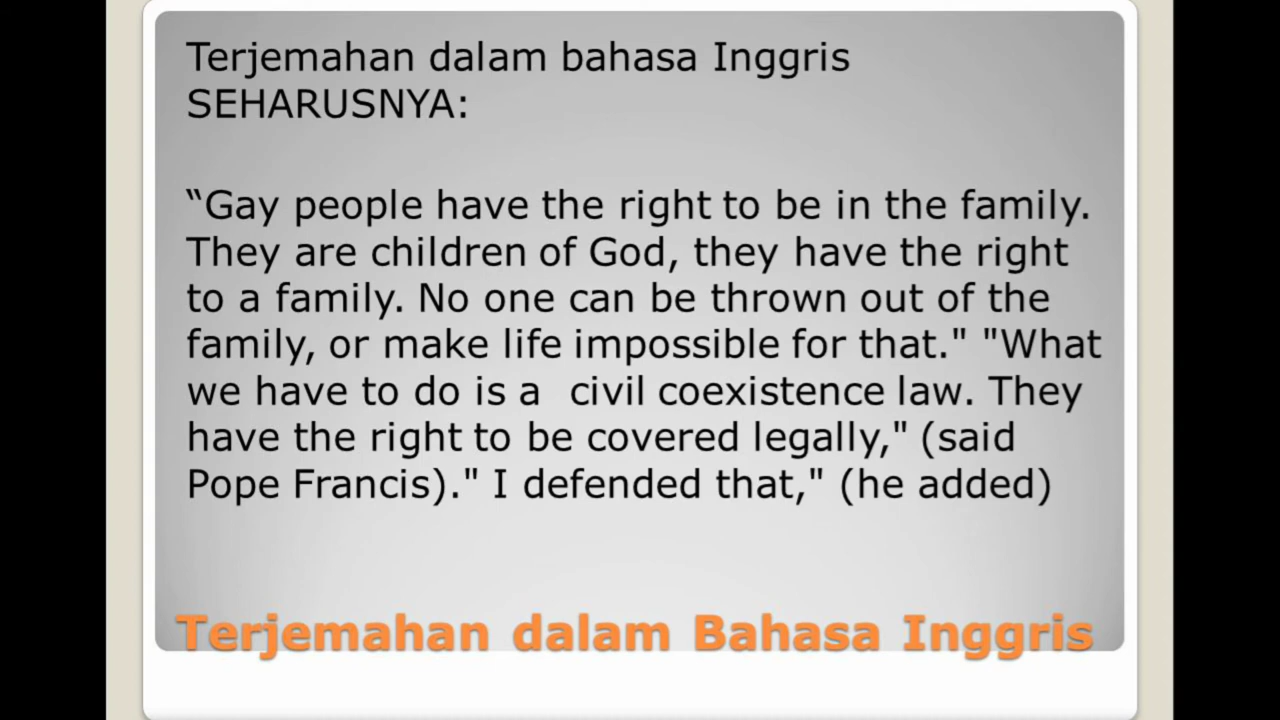 Terjemahan dalam bahasa Inggris
SEHARUSNYA:
“Gay people have the right to be in the family.
They are children of God, they have the right
to a family. No one can be thrown out of the
family, or make life impossible for that." "What
we have to do is a  civil coexistence law. They
have the right to be covered legally," (said
Pope Francis)." I defended that," (he added)
Terjemahan dalam Bahasa Inggris